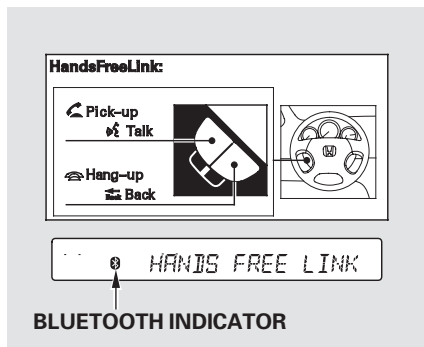 HandsFreeLink:
Pick-up
Talk
Hang-up
Back
HANDS FREE LINK
BLUETOOTH INDICATOR